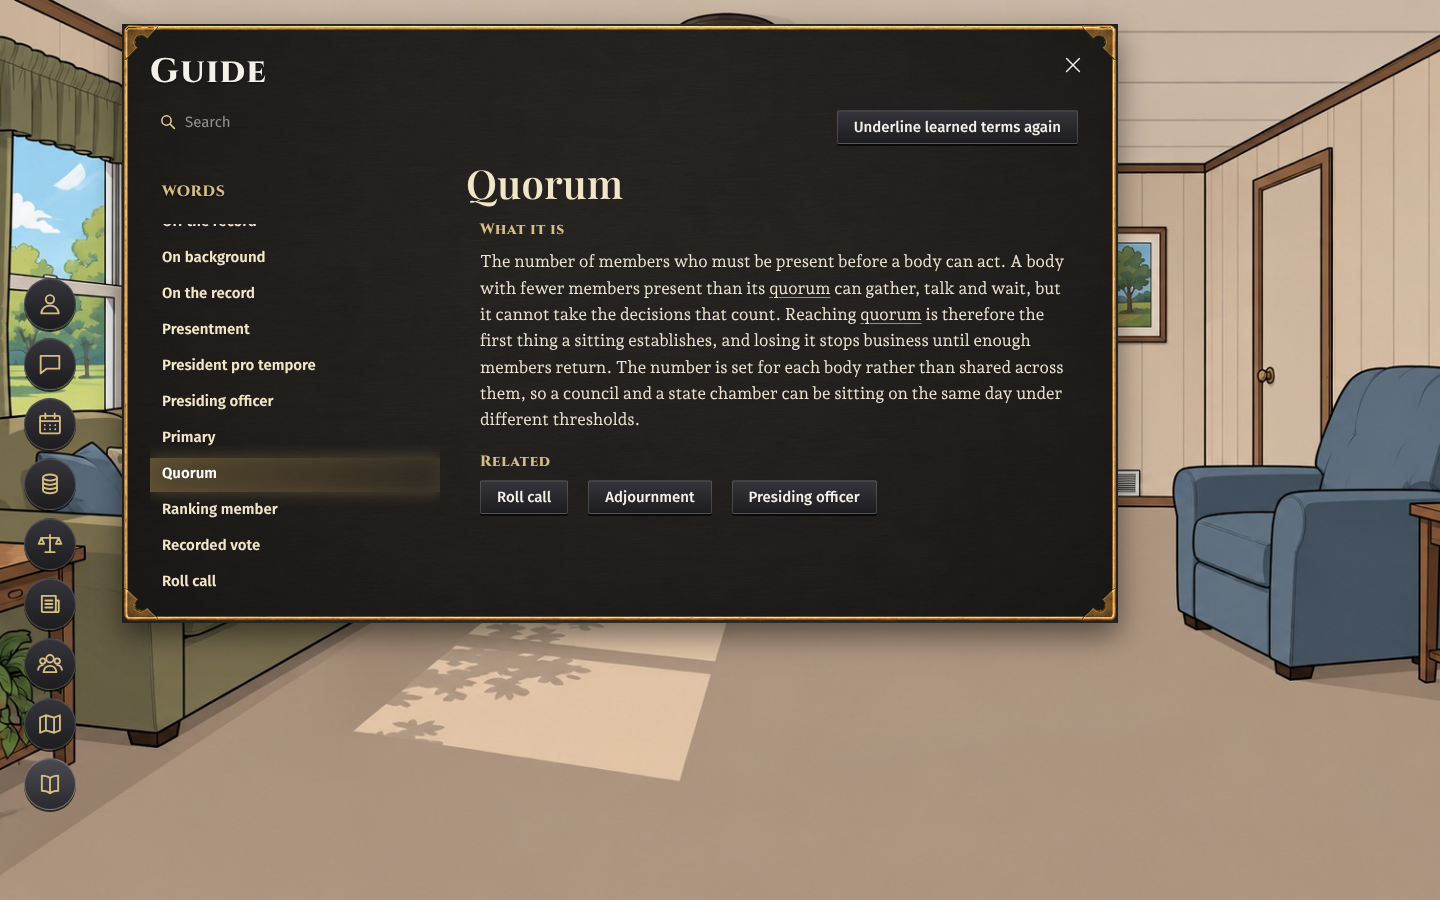 GUIDE
Search
Underline learned terms again
WORDS
Off the record
On background
On the record
Presentment
President pro tempore
Presiding officer
Primary
Quorum
Ranking member
Recorded vote
Roll call
Quorum
WHAT IT IS
The number of members who must be present before a body can act. A body
with fewer members present than its quorum can gather, talk and wait, but
it cannot take the decisions that count. Reaching quorum is therefore the
first thing a sitting establishes, and losing it stops business until enough
members return. The number is set for each body rather than shared across
them, so a council and a state chamber can be sitting on the same day under
different thresholds.
RELATED
Roll call
Adjournment
Presiding officer